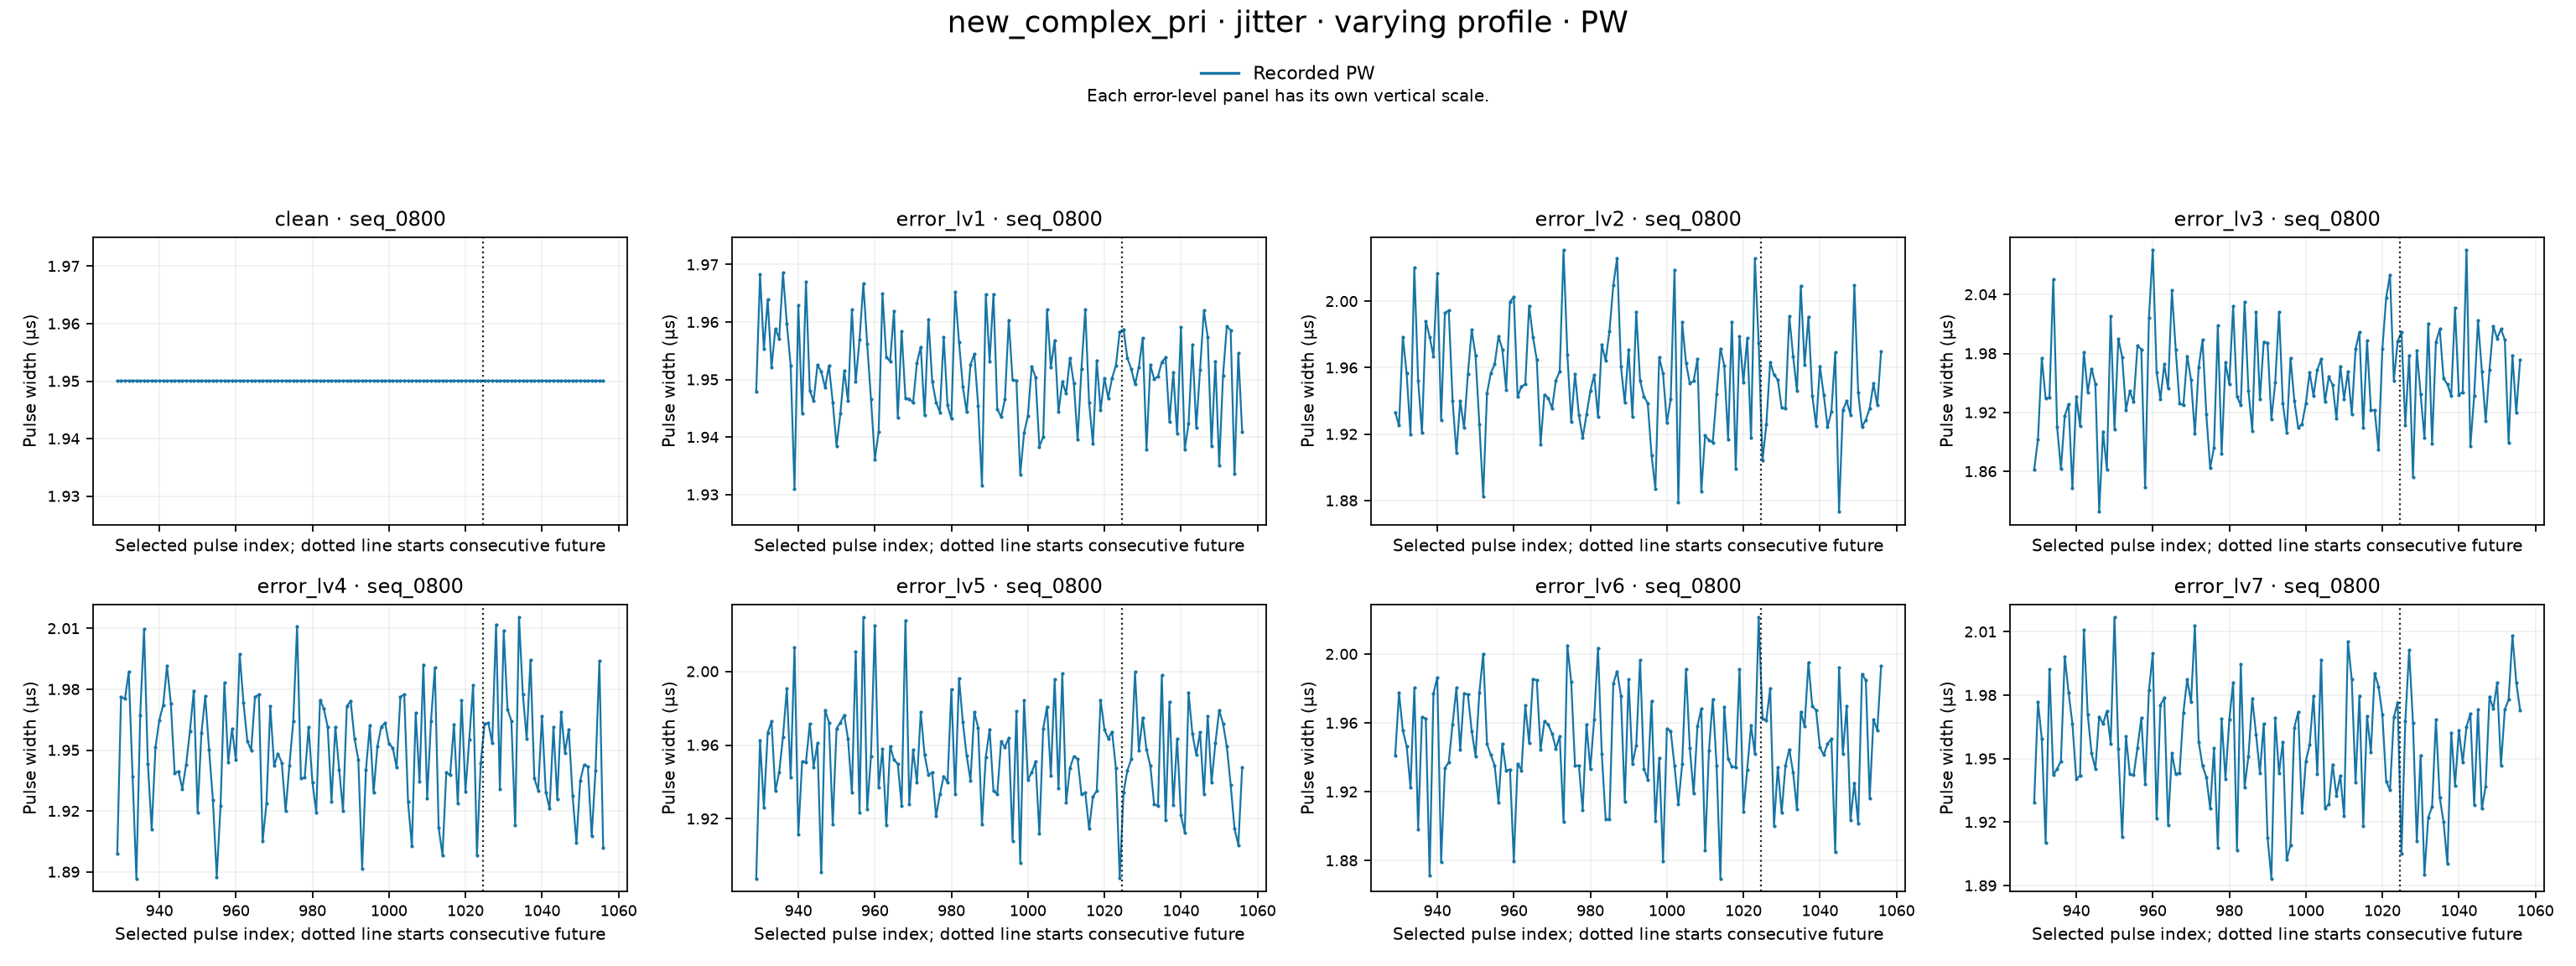 new_complex_pri · jitter · varying profile · PW
Recorded PW
Each error-level panel has its own vertical scale.
clean · seq_0800
1.97
1.96
1.95
1.94
1.93
Pulse width (µs)
Selected pulse index; dotted line starts consecutive future
error_lv1 · seq_0800
1.97
1.96
1.95
1.94
1.93
Pulse width (µs)
Selected pulse index; dotted line starts consecutive future
error_lv2 · seq_0800
2.00
1.96
1.92
1.88
Pulse width (µs)
Selected pulse index; dotted line starts consecutive future
error_lv3 · seq_0800
2.04
1.98
1.92
1.86
Pulse width (µs)
Selected pulse index; dotted line starts consecutive future
error_lv4 · seq_0800
2.01
1.98
1.95
1.92
1.89
Pulse width (µs)
940 960 980 1000 1020 1040 1060
Selected pulse index; dotted line starts consecutive future
error_lv5 · seq_0800
2.00
1.96
1.92
Pulse width (µs)
940 960 980 1000 1020 1040 1060
Selected pulse index; dotted line starts consecutive future
error_lv6 · seq_0800
2.00
1.96
1.92
1.88
Pulse width (µs)
940 960 980 1000 1020 1040 1060
Selected pulse index; dotted line starts consecutive future
error_lv7 · seq_0800
2.01
1.98
1.95
1.92
1.89
Pulse width (µs)
940 960 980 1000 1020 1040 1060
Selected pulse index; dotted line starts consecutive future